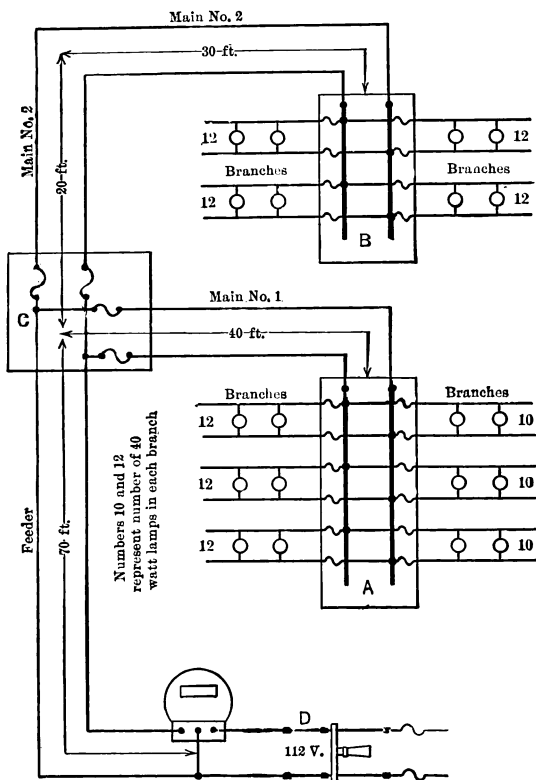 Main No. 2
30-ft.
Main No. 2
20-ft.
12
12
Branches
Branches
12
12
B
C
Main No. 1
40-ft.
Branches
Branches
12
10
12
10
12
10
A
Numbers 10 and 12
represent number of 40
watt lamps in each branch
Feeder
70 ft.
D
112 V.